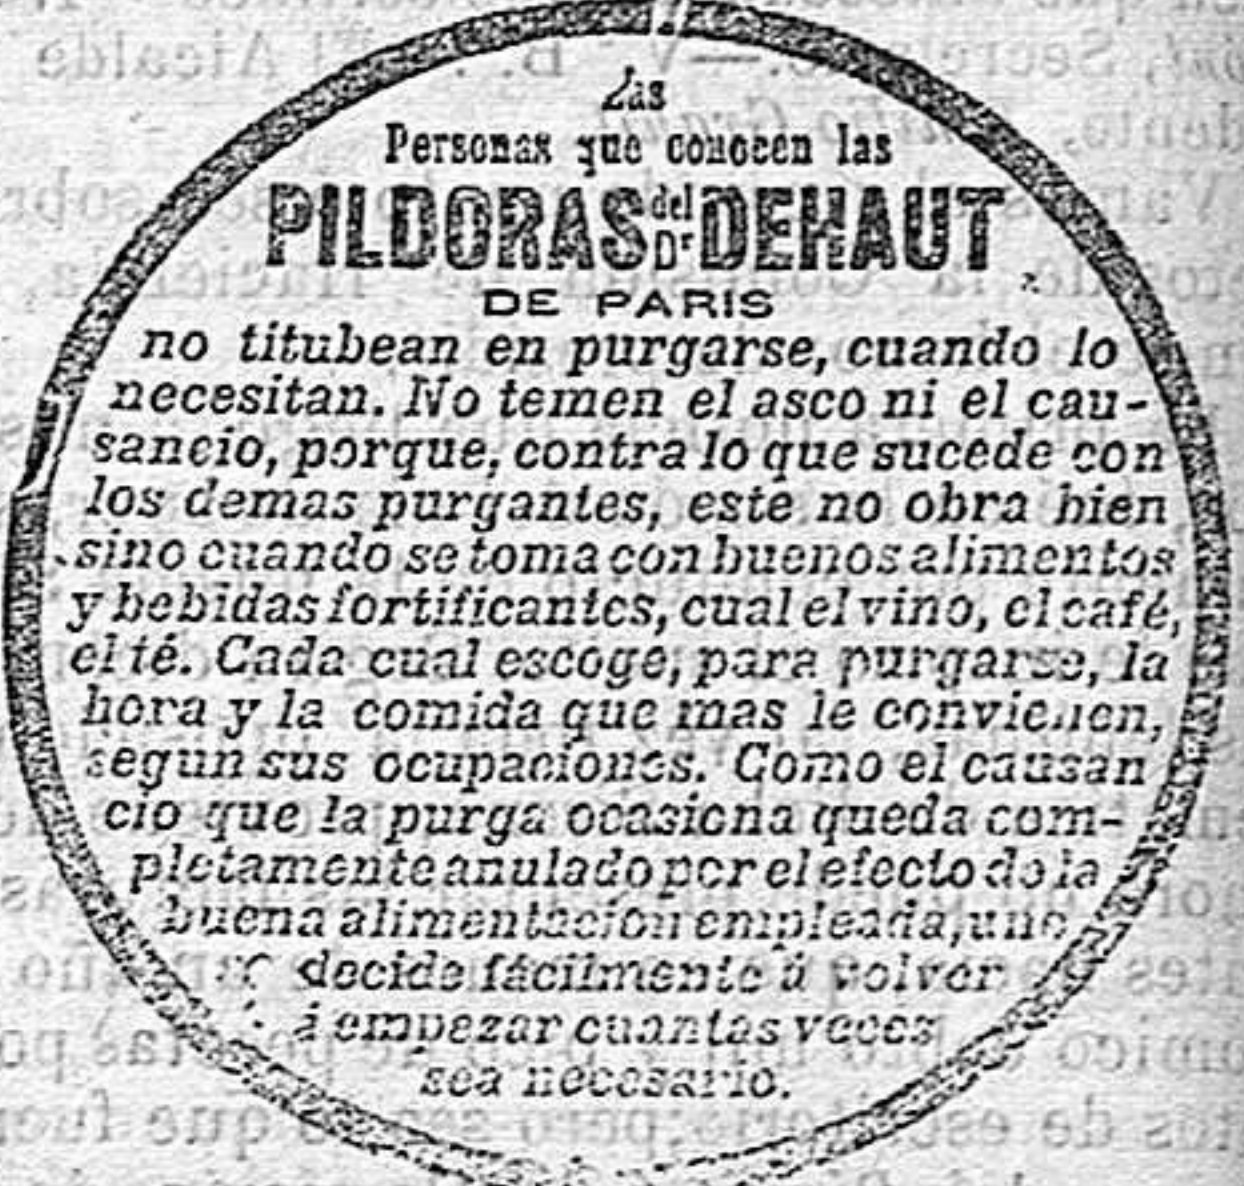 Las
Personas que conocen las
PILDORAS del Dr DEHAUT
DE PARIS
no titubean en purgarse, cuando lo
necesitan. No temen el asco ni el cau-
sancio, porque, contra lo que sucede con
los demas purgantes, este no obra bien
sino cuando se toma con buenos alimentos
y bebidas fortificantes, cual el vino, el café,
el té. Cada cual escoge, para purgarse, la
hora y la comida que mas le convienen,
segun sus ocupaciones. Como el causan
cio que la purga ocasiona queda com-
pletamente anulado por el efecto de la
buena alimentacion empleada, uno
se decide fácilmente á volver
á empezar cuantas veces
sea necesario.